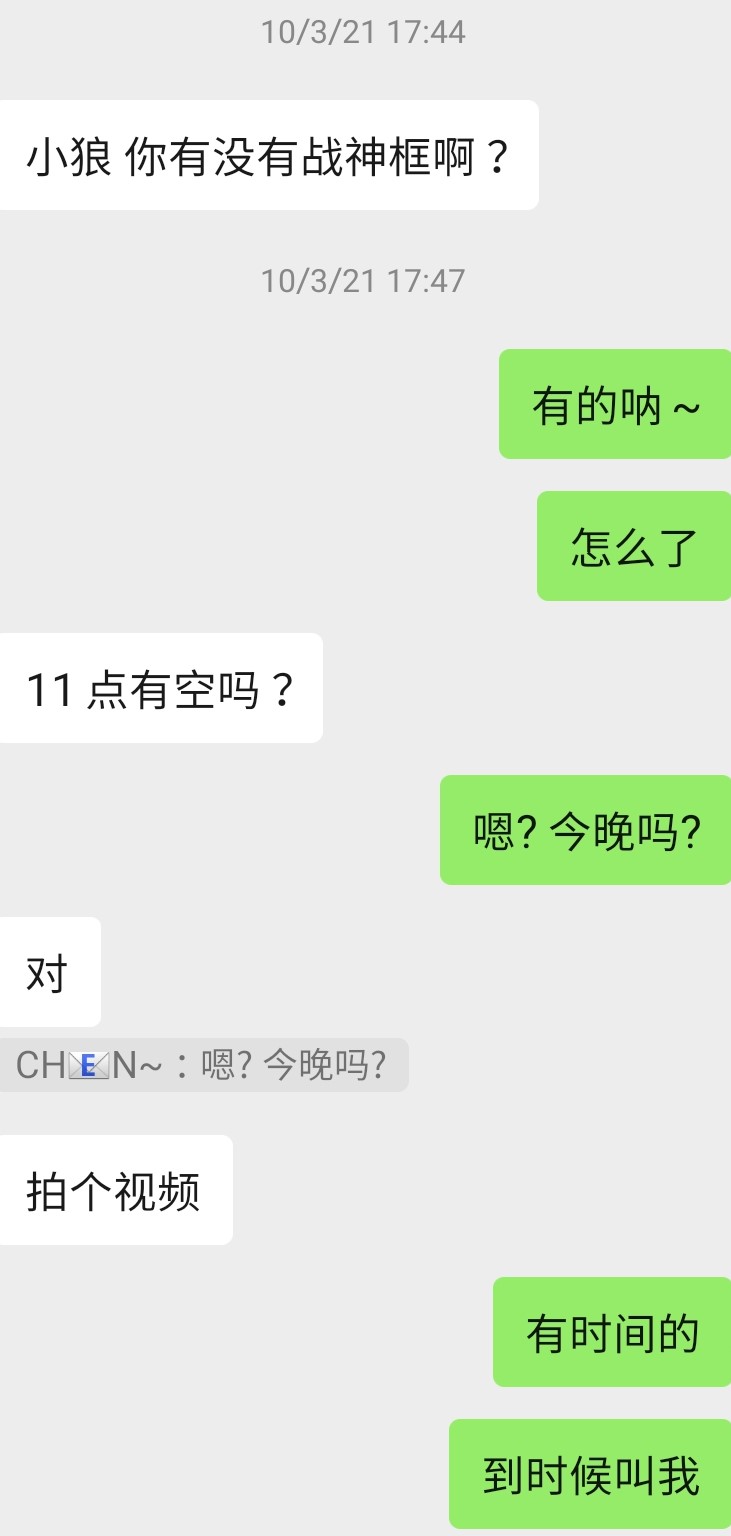 10/3/21 17:44
小狼 你有没有战神框啊？
10/3/21 17:47
有的呐～
怎么了
11 点有空吗？
嗯? 今晚吗?
对
CH📧N~：嗯? 今晚吗?
拍个视频
有时间的
到时候叫我